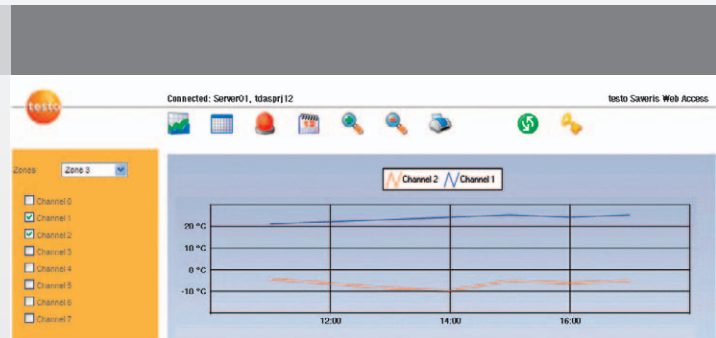 testo
Connected: Server01, tdasprj12
testo Saveris Web Access
Zones
Zone 3
Channel 0
Channel 1
Channel 2
Channel 3
Channel 4
Channel 5
Channel 6
Channel 7
Channel 2
Channel 1
20 °C
10 °C
0 °C
-10 °C
12:00
14:00
16:00